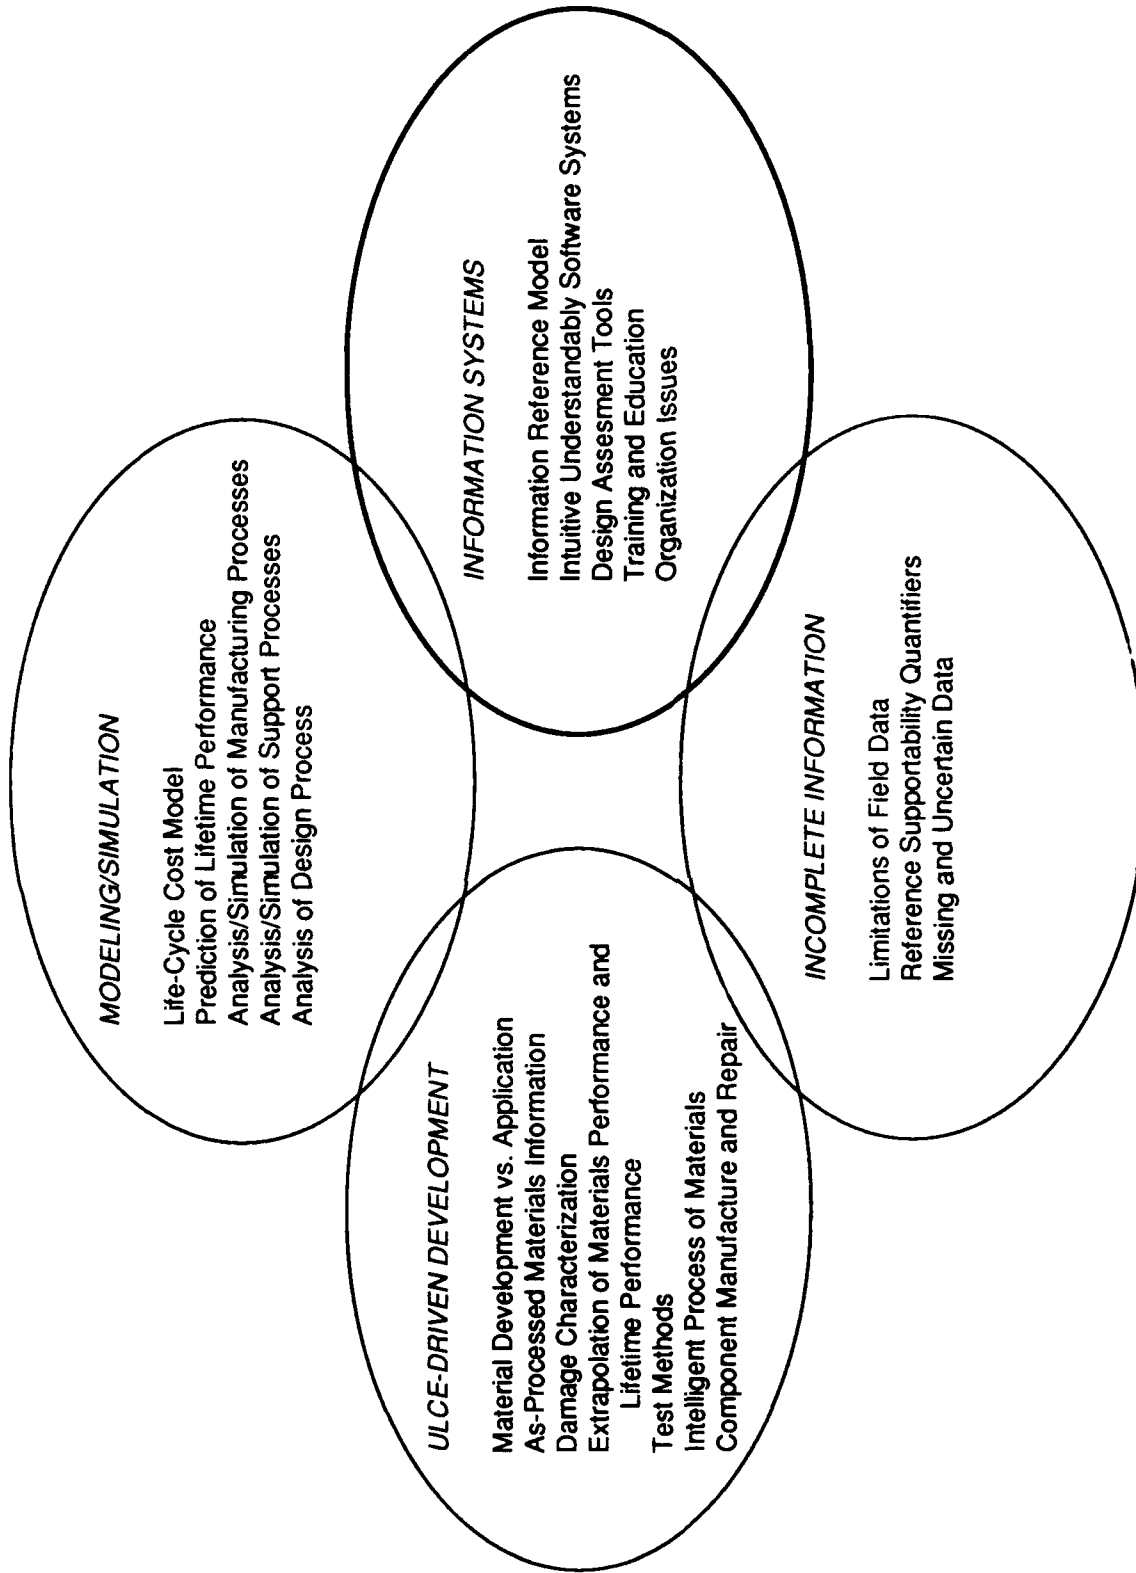 MODELING/SIMULATION
Life-Cycle Cost Model
Prediction of Lifetime Performance
Analysis/Simulation of Manufacturing Processes
Analysis/Simulation of Support Processes
Analysis of Design Process
ULCE-DRIVEN DEVELOPMENT
Material Development vs. Application
As-Processed Materials Information
Damage Characterization
Extrapolation of Materials Performance and
Lifetime Performance
Test Methods
Intelligent Process of Materials
Component Manufacture and Repair
INFORMATION SYSTEMS
Information Reference Model
Intuitive Understandably Software Systems
Design Assesment Tools
Training and Education
Organization Issues
INCOMPLETE INFORMATION
Limitations of Field Data
Reference Supportability Quantifiers
Missing and Uncertain Data